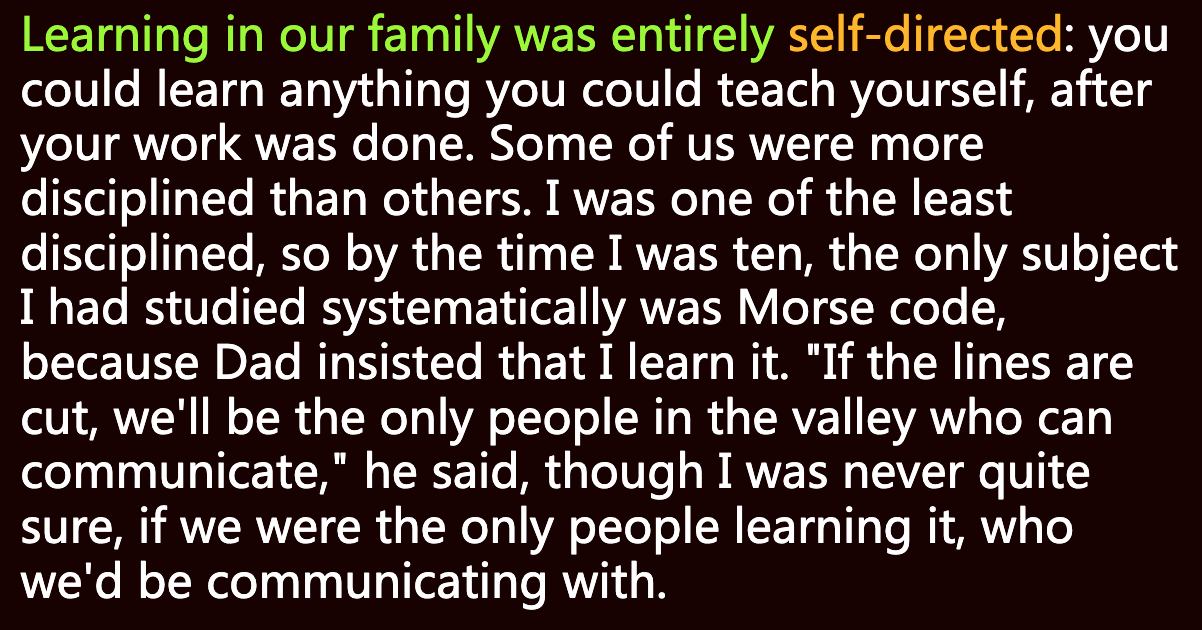 Learning in our family was entirely self-directed: you
could learn anything you could teach yourself, after
your work was done. Some of us were more
disciplined than others. I was one of the least
disciplined, so by the time I was ten, the only subject
I had studied systematically was Morse code,
because Dad insisted that I learn it. "If the lines are
cut, we'll be the only people in the valley who can
communicate," he said, though I was never quite
sure, if we were the only people learning it, who
we'd be communicating with.